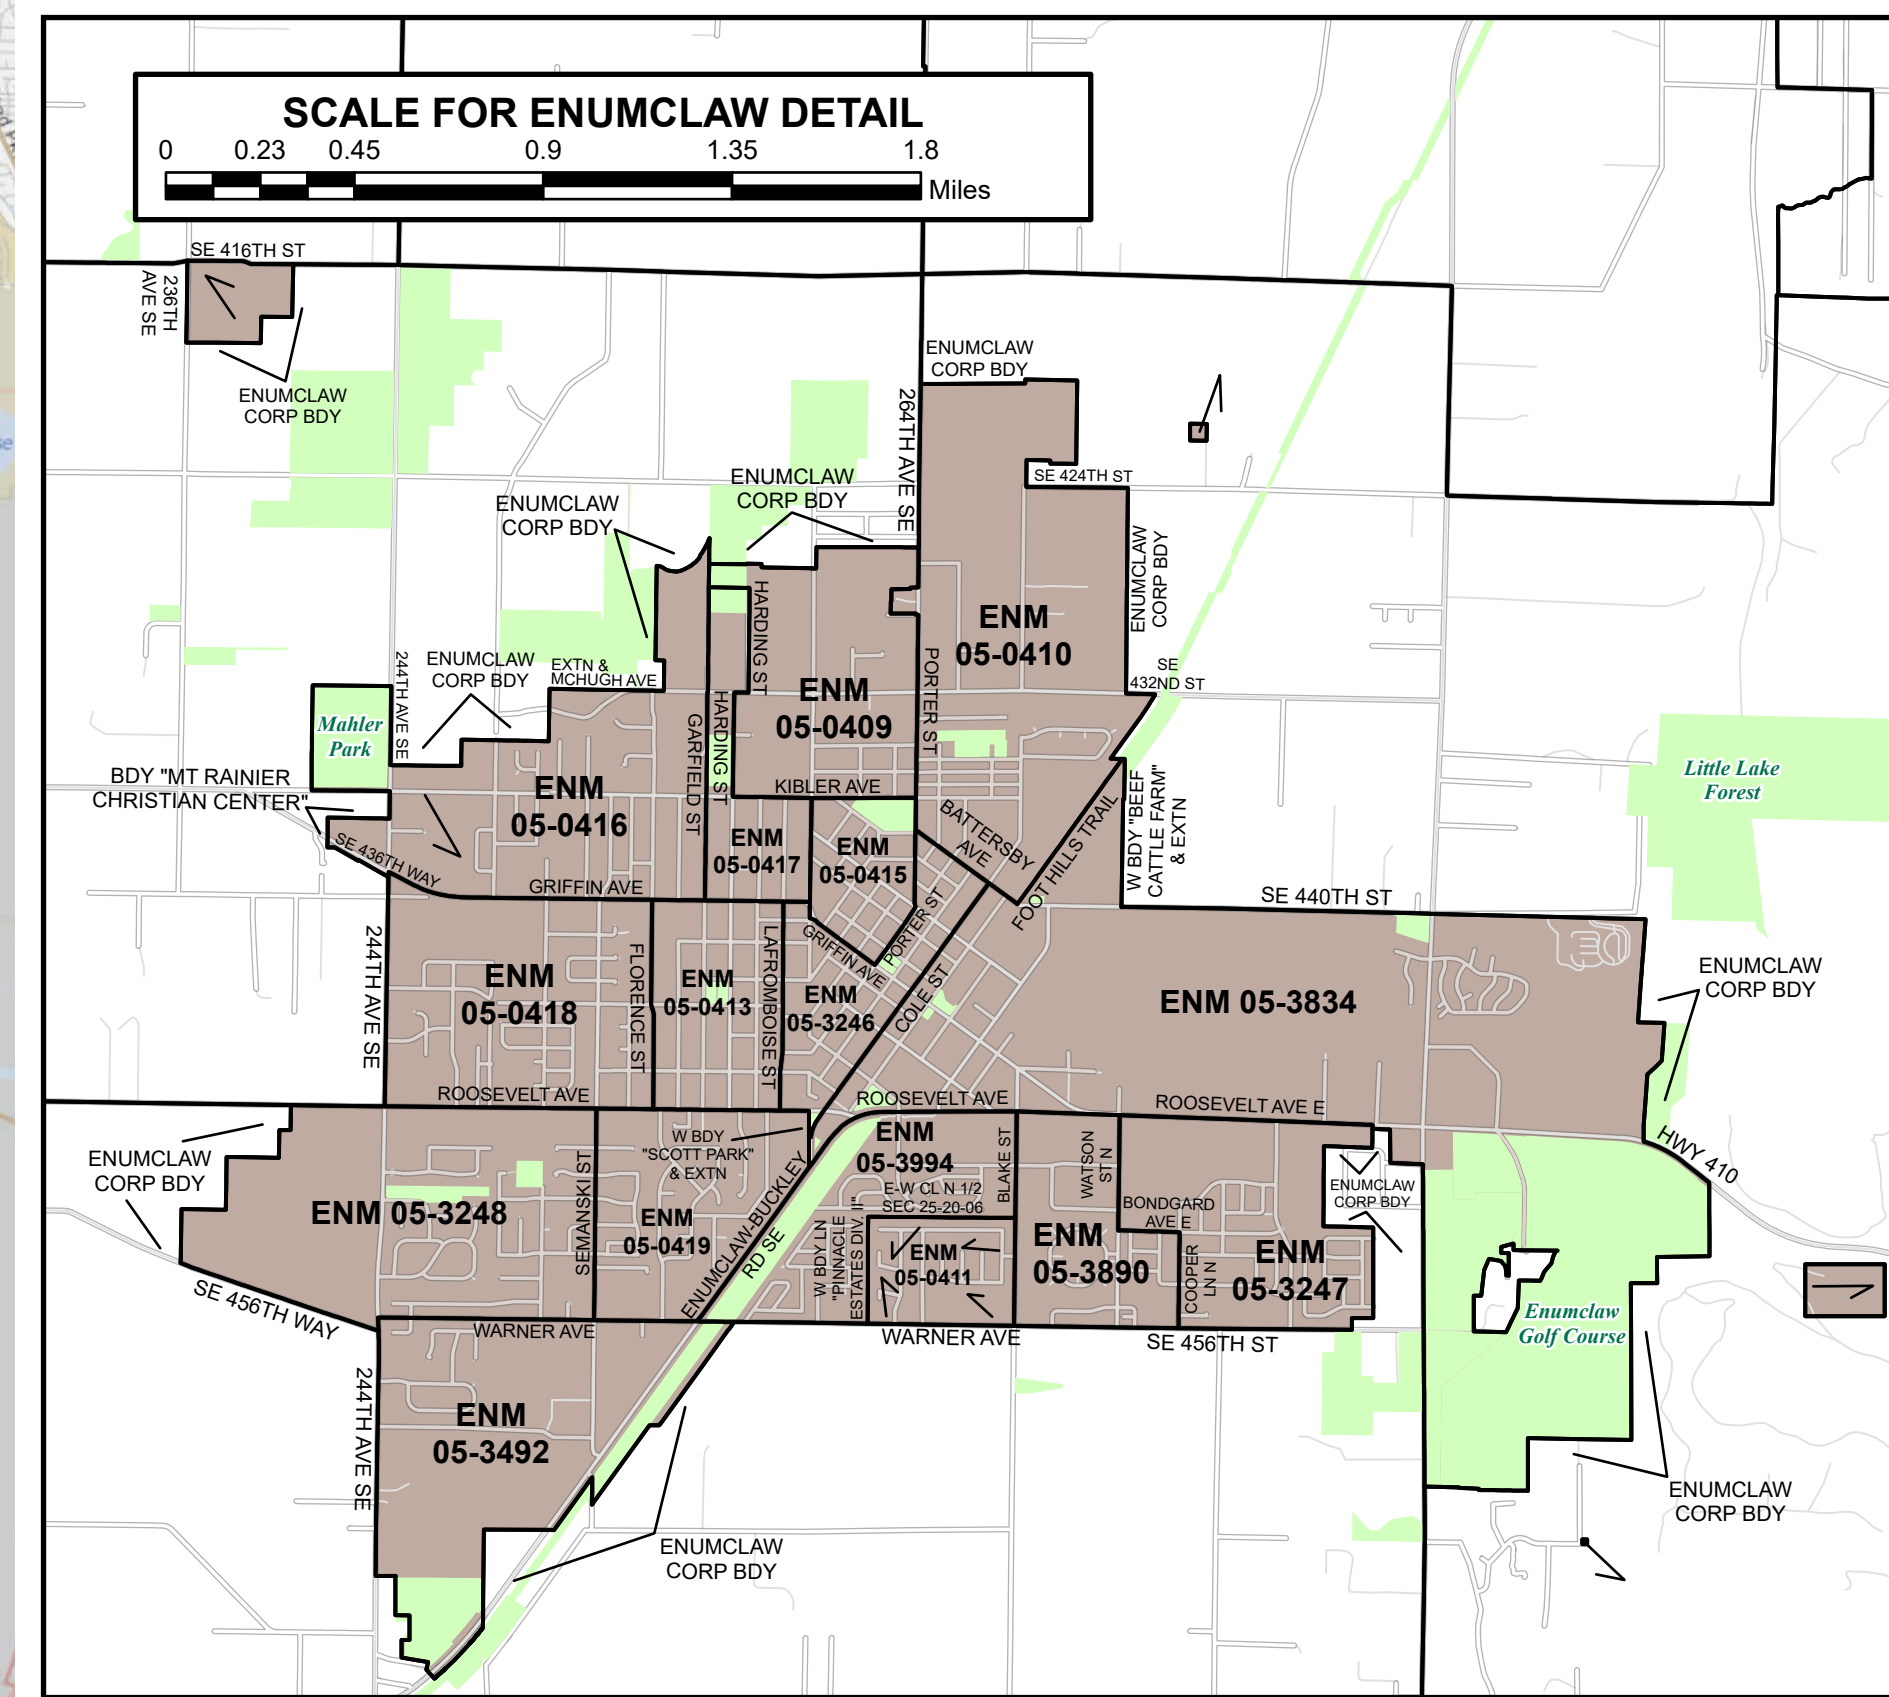 SCALE FOR ENUMCLAW DETAIL
0 0.23 0.45 0.9 1.35 1.8
Miles
SE 416TH ST
236TH
AVE SE
ENUMCLAW
CORP BDY
ENUMCLAW
CORP BDY
264TH AVE SE
SE 424TH ST
ENUMCLAW
CORP BDY
ENUMCLAW
CORP BDY
ENUMCLAW
CORP BDY
HARDING ST
ENM
05-0410
SE
432ND ST
244TH AVE SE
ENUMCLAW
CORP BDY
EXTN &
MCHUGH AVE
PORTER ST
ENM
05-0409
HARDING ST
GARFIELD ST
Mahler
Park
BDY "MT RAINIER
CHRISTIAN CENTER"
ENM
05-0416
KIBLER AVE
BATTERSBY
AVE
FOOT HILLS TRAIL
W BDY "BEEF
CATTLE FARM"
& EXTN
Little Lake
Forest
SE 436TH WAY
GRIFFIN AVE
ENM
05-0417
ENM
05-0415
SE 440TH ST
PORTER ST
GRIFFIN AVE
244TH AVE SE
ENM
05-0418
FLORENCE ST
ENM
05-0413
LAFROMBOISE ST
ENM
05-3246
COLE ST
ENM 05-3834
ENUMCLAW
CORP BDY
ROOSEVELT AVE
ROOSEVELT AVE
ROOSEVELT AVE E
HWY 410
ENUMCLAW
CORP BDY
W BDY
"SCOTT PARK"
& EXTN
ENM
05-3994
E-W CL N 1/2
SEC 25-20-06
BLAKE ST
WATSON
ST N
BONDGARD
AVE E
ENUMCLAW
CORP BDY
ENM 05-3248
SEMANSKI ST
ENM
05-0419
ENUMCLAW-BUCKLEY
RD SE
W BDY LN
"PINNACLE
ESTATES DIV. II"
ENM
05-0411
ENM
05-3890
COOPER
LN N
ENM
05-3247
SE 456TH WAY
WARNER AVE
WARNER AVE
SE 456TH ST
Enumclaw
Golf Course
244TH AVE SE
ENM
05-3492
ENUMCLAW
CORP BDY
ENUMCLAW
CORP BDY